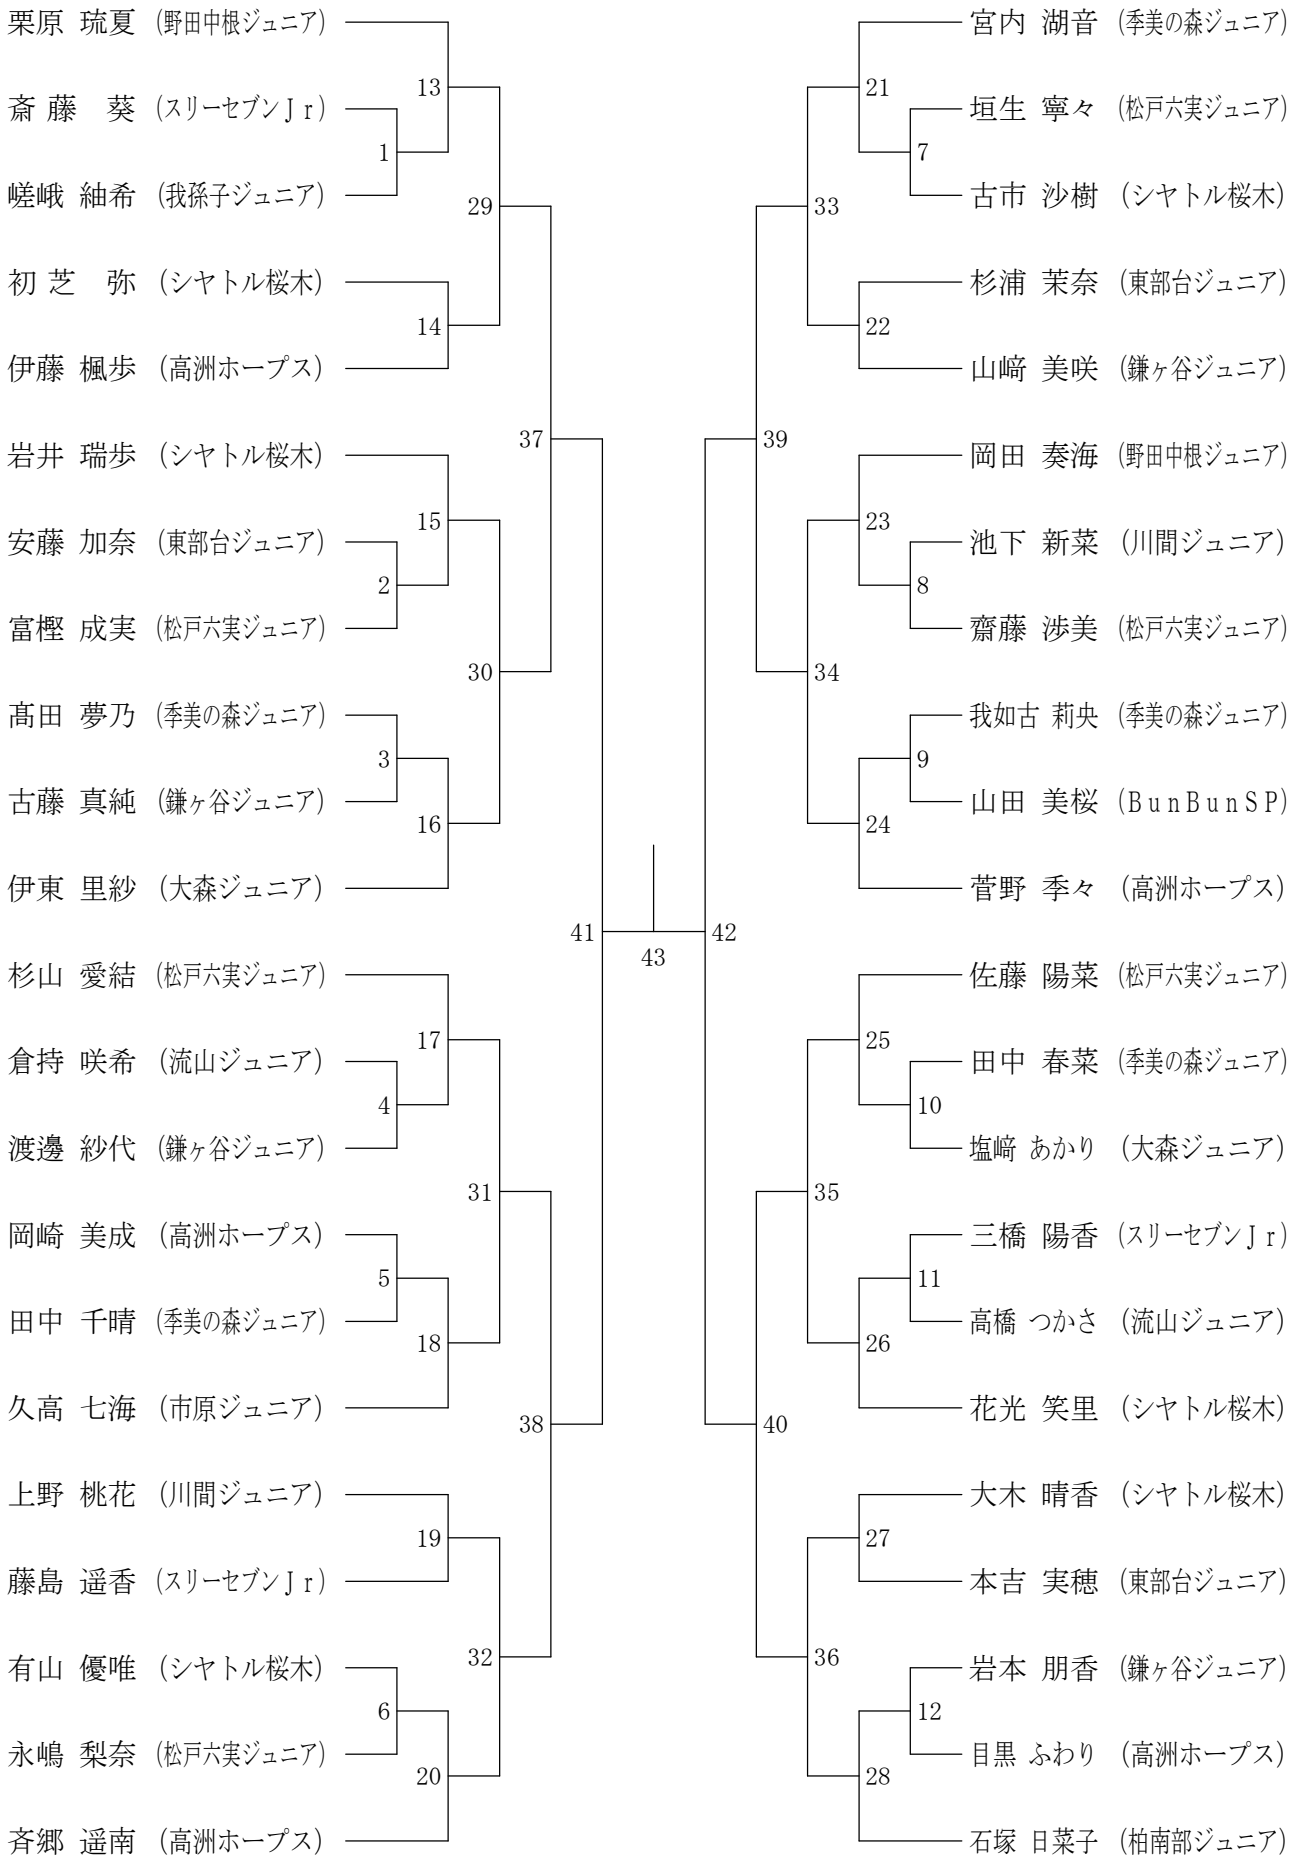 栗原 琉夏 (野田中根ジュニア)
13
斎 藤 葵 (スリーセブンＪｒ)
1
嵯峨 紬希 (我孫子ジュニア)
29
初 芝 弥 (シヤトル桜木)
14
伊藤 楓歩 (高洲ホープス)
37
岩井 瑞歩 (シヤトル桜木)
15
安藤 加奈 (東部台ジュニア)
2
富樫 成実 (松戸六実ジュニア)
30
髙田 夢乃 (季美の森ジュニア)
3
古藤 真純 (鎌ヶ谷ジュニア)
16
伊東 里紗 (大森ジュニア)
41
杉山 愛結 (松戸六実ジュニア)
17
倉持 咲希 (流山ジュニア)
4
渡邊 紗代 (鎌ヶ谷ジュニア)
31
岡崎 美成 (高洲ホープス)
5
田中 千晴 (季美の森ジュニア)
18
久高 七海 (市原ジュニア)
38
上野 桃花 (川間ジュニア)
19
藤島 遥香 (スリーセブンＪｒ)
32
有山 優唯 (シヤトル桜木)
6
永嶋 梨奈 (松戸六実ジュニア)
20
斉郷 遥南 (高洲ホープス)
43
宮内 湖音 (季美の森ジュニア)
21
垣生 寧々 (松戸六実ジュニア)
7
古市 沙樹 (シヤトル桜木)
33
杉浦 茉奈 (東部台ジュニア)
22
山﨑 美咲 (鎌ヶ谷ジュニア)
39
岡田 奏海 (野田中根ジュニア)
23
池下 新菜 (川間ジュニア)
8
齋藤 渉美 (松戸六実ジュニア)
34
我如古 莉央 (季美の森ジュニア)
9
山田 美桜 (ＢｕｎＢｕｎＳＰ)
24
菅野 季々 (高洲ホープス)
42
佐藤 陽菜 (松戸六実ジュニア)
25
田中 春菜 (季美の森ジュニア)
10
塩﨑 あかり (大森ジュニア)
35
三橋 陽香 (スリーセブンＪｒ)
11
高橋 つかさ (流山ジュニア)
26
花光 笑里 (シヤトル桜木)
40
大木 晴香 (シヤトル桜木)
27
本吉 実穂 (東部台ジュニア)
36
岩本 朋香 (鎌ヶ谷ジュニア)
12
目黒 ふわり (高洲ホープス)
28
石塚 日菜子 (柏南部ジュニア)